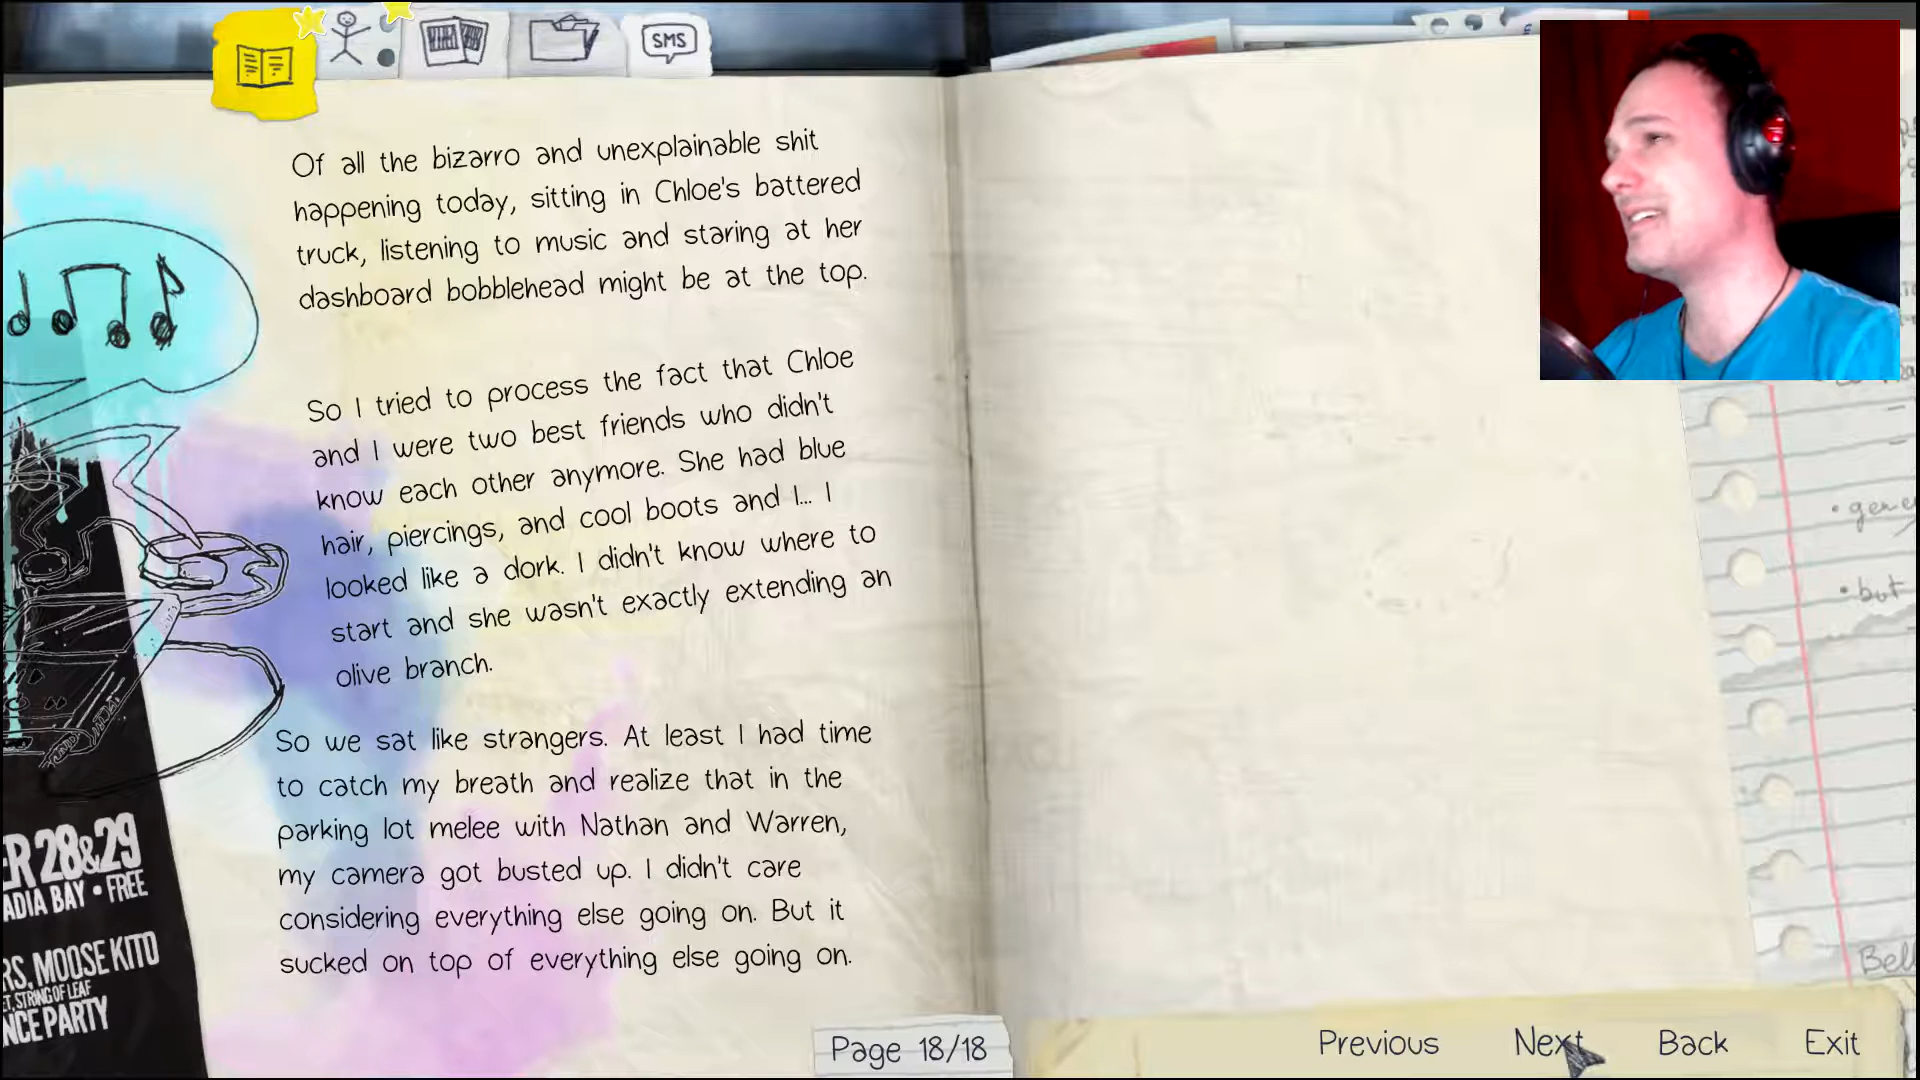 SMS
Of all the bizarro and unexplainable shit
happening today, sitting in Chloe's battered
truck, listening to music and staring at her
dashboard bobblehead might be at the top.
So I tried to process the fact that Chloe
and I were two best friends who didn't
know each other anymore. She had blue
hair, piercings, and cool boots and I... I
looked like a dork. I didn't know where to
start and she wasn't exactly extending an
olive branch.
So we sat like strangers. At least I had time
to catch my breath and realize that in the
parking lot melee with Nathan and Warren,
my camera got busted up. I didn't care
considering everything else going on. But it
sucked on top of everything else going on.
ER 28&29
ADIA BAY • FREE
RS, MOOSE KITO
ET, STRING OF LEAF
NCE PARTY
• gene
• but
Bell
Page 18/18
Previous
Next
Back
Exit